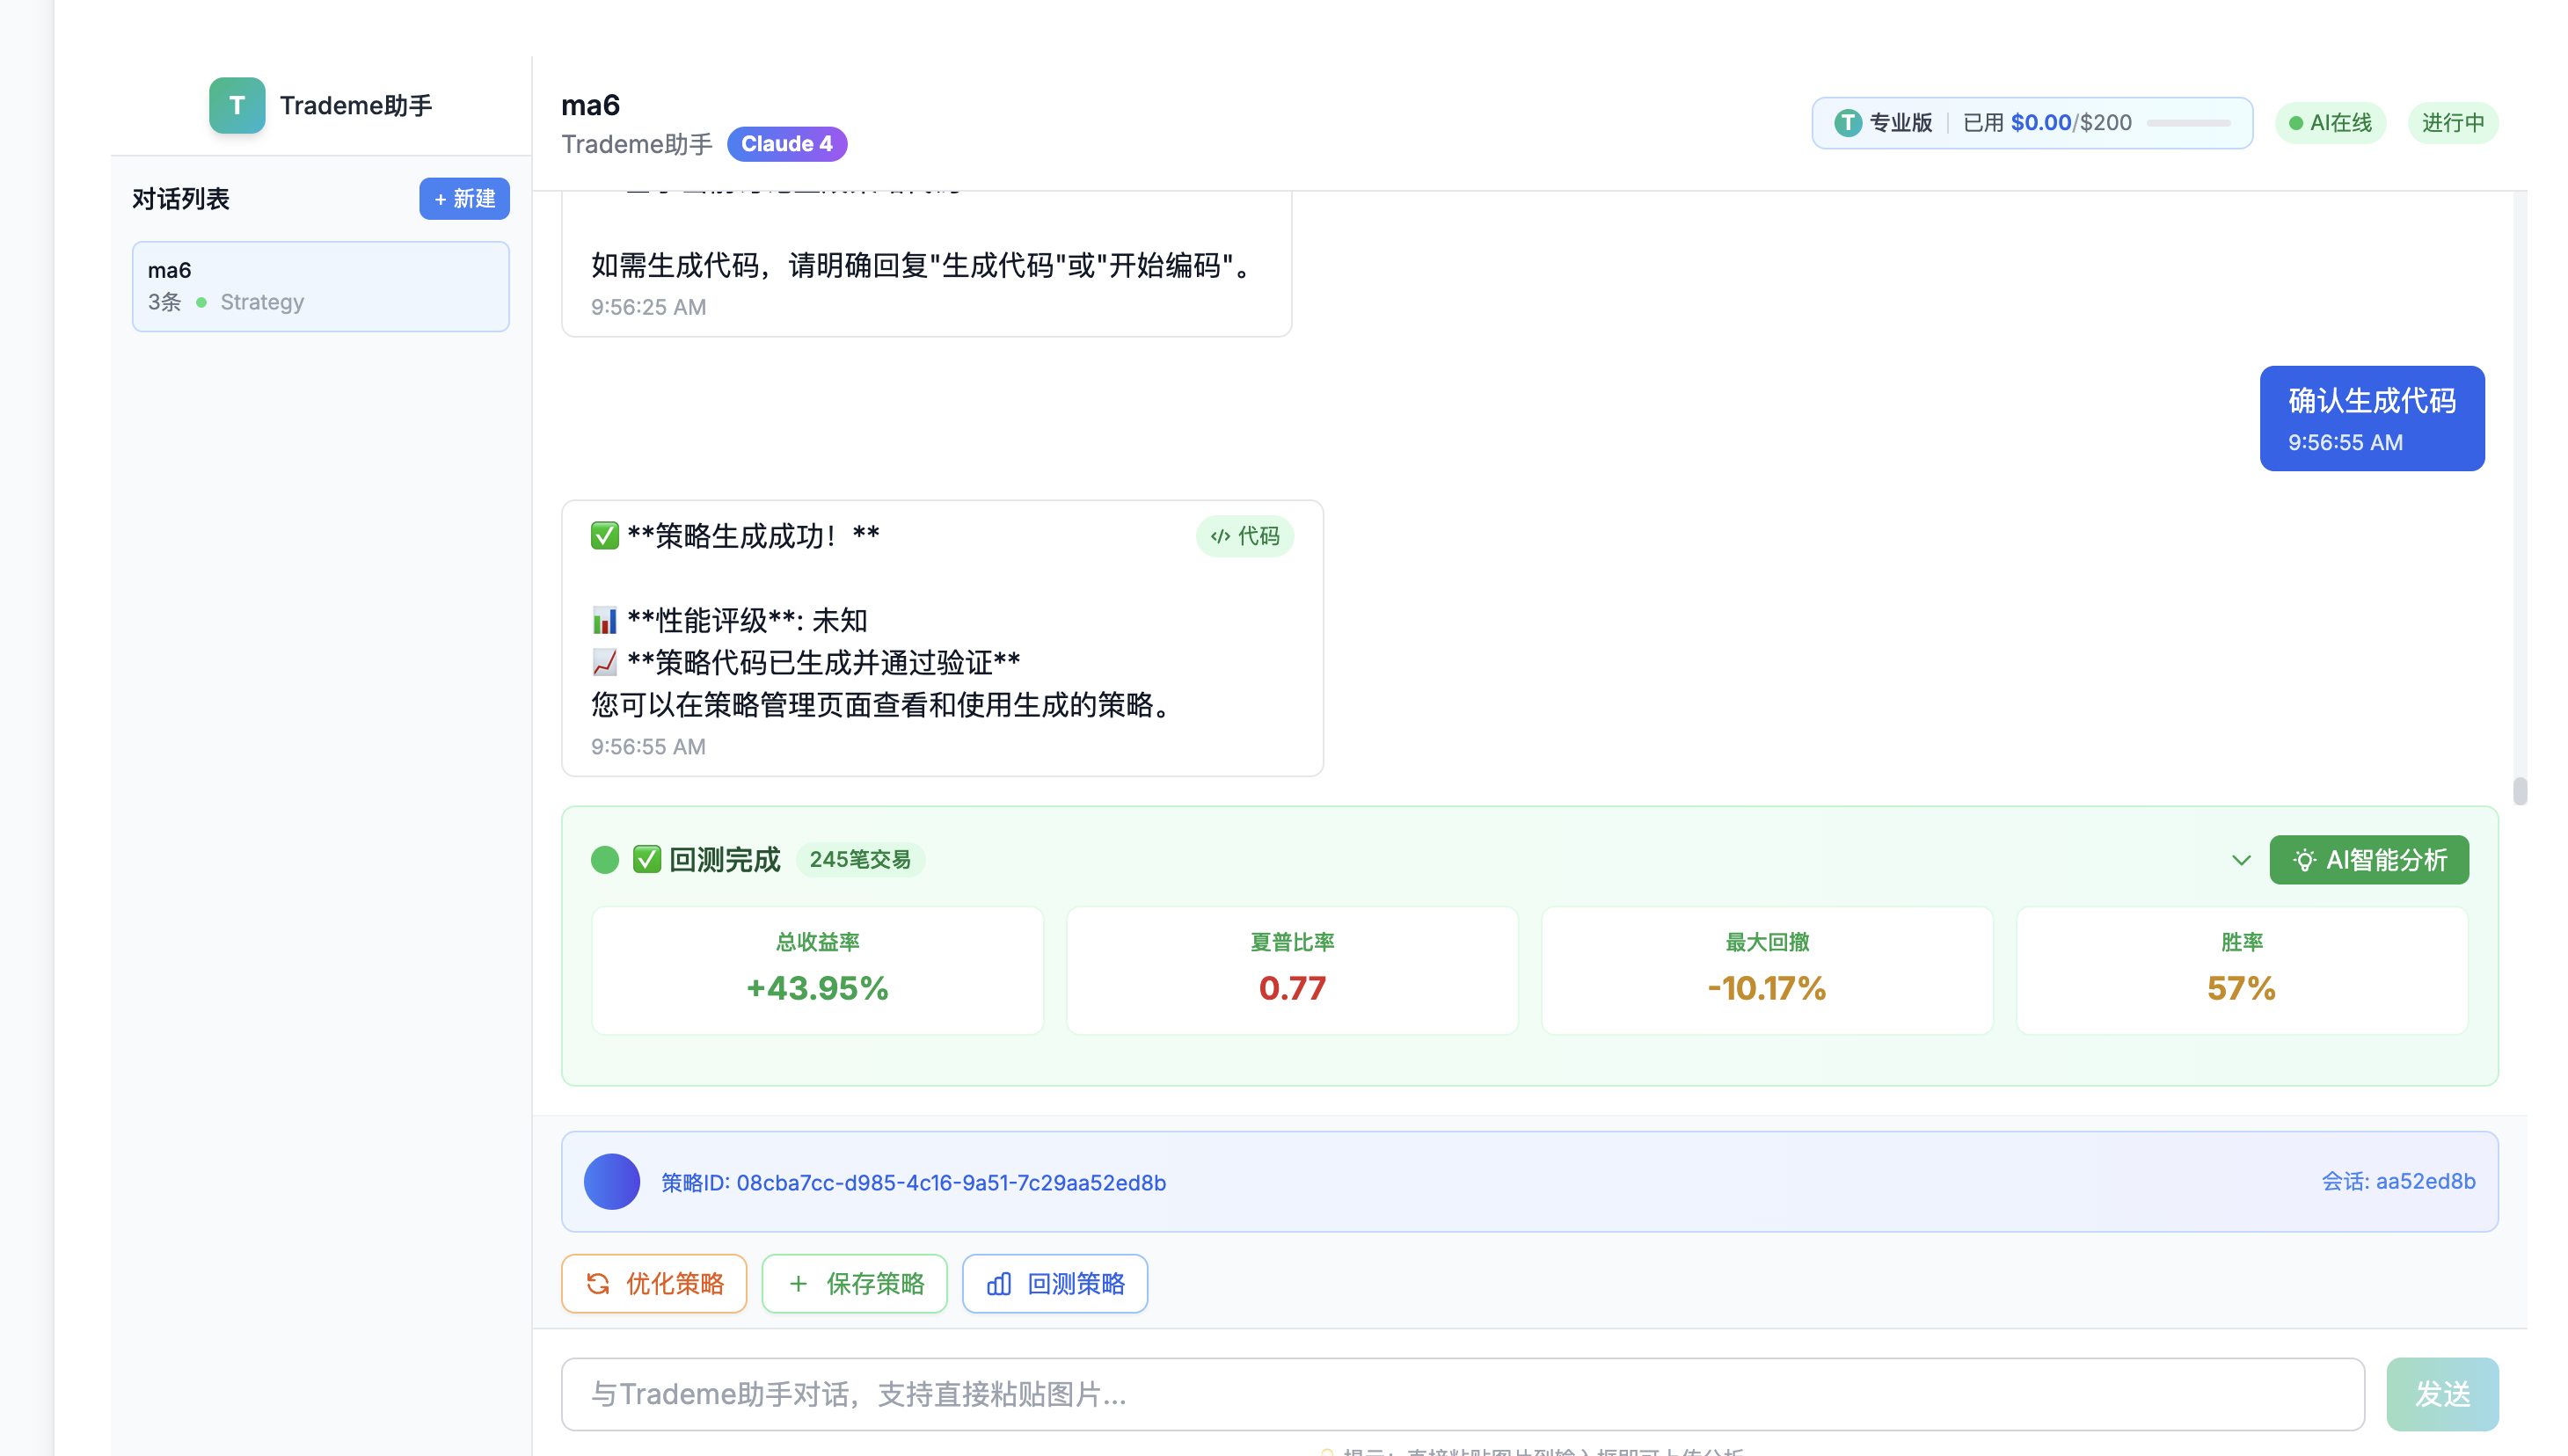 T Trademe助手
对话列表
+ 新建
ma6
3条 Strategy
ma6
Trademe助手 Claude 4
T 专业版 已用 $0.00/$200
AI在线
进行中
如需生成代码，请明确回复"生成代码"或"开始编码"。
9:56:25 AM
确认生成代码
9:56:55 AM
✅ **策略生成成功！**
</> 代码
📊 **性能评级**: 未知
📈 **策略代码已生成并通过验证**
您可以在策略管理页面查看和使用生成的策略。
9:56:55 AM
✅ 回测完成 245笔交易
AI智能分析
总收益率
+43.95%
夏普比率
0.77
最大回撤
-10.17%
胜率
57%
策略ID: 08cba7cc-d985-4c16-9a51-7c29aa52ed8b
会话: aa52ed8b
优化策略
+ 保存策略
回测策略
与Trademe助手对话，支持直接粘贴图片...
发送